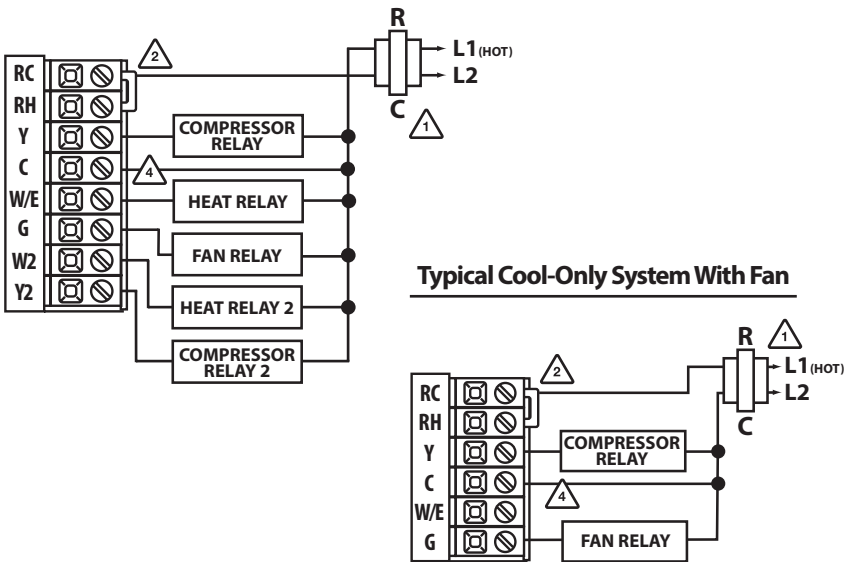 R
L1 (HOT)
L2
C
1
2
RC
RH
Y
C
W/E
G
W2
Y2
4
COMPRESSOR
RELAY
HEAT RELAY
FAN RELAY
HEAT RELAY 2
COMPRESSOR
RELAY 2
Typical Cool-Only System With Fan
R
1
L1 (HOT)
L2
C
2
RC
RH
Y
C
W/E
G
4
COMPRESSOR
RELAY
FAN RELAY